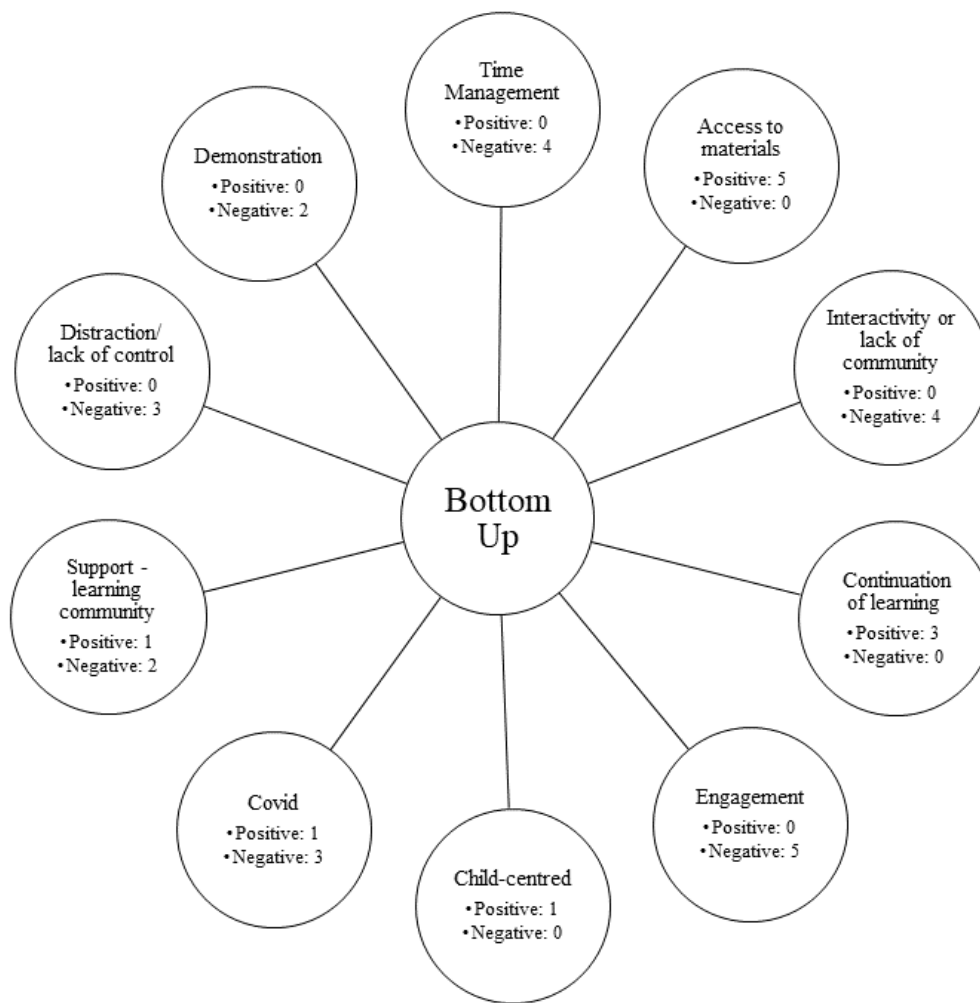 Time
Management
•Positive: 0
•Negative: 4
Access to
materials
•Positive: 5
•Negative: 0
Interactivity or
lack of
community
•Positive: 0
•Negative: 4
Continuation
of learning
•Positive: 3
•Negative: 0
Engagement
•Positive: 0
•Negative: 5
Child-centred
•Positive: 1
•Negative: 0
Covid
•Positive: 1
•Negative: 3
Support -
learning
community
•Positive: 1
•Negative: 2
Distraction/
lack of control
•Positive: 0
•Negative: 3
Demonstration
•Positive: 0
•Negative: 2
Bottom
Up